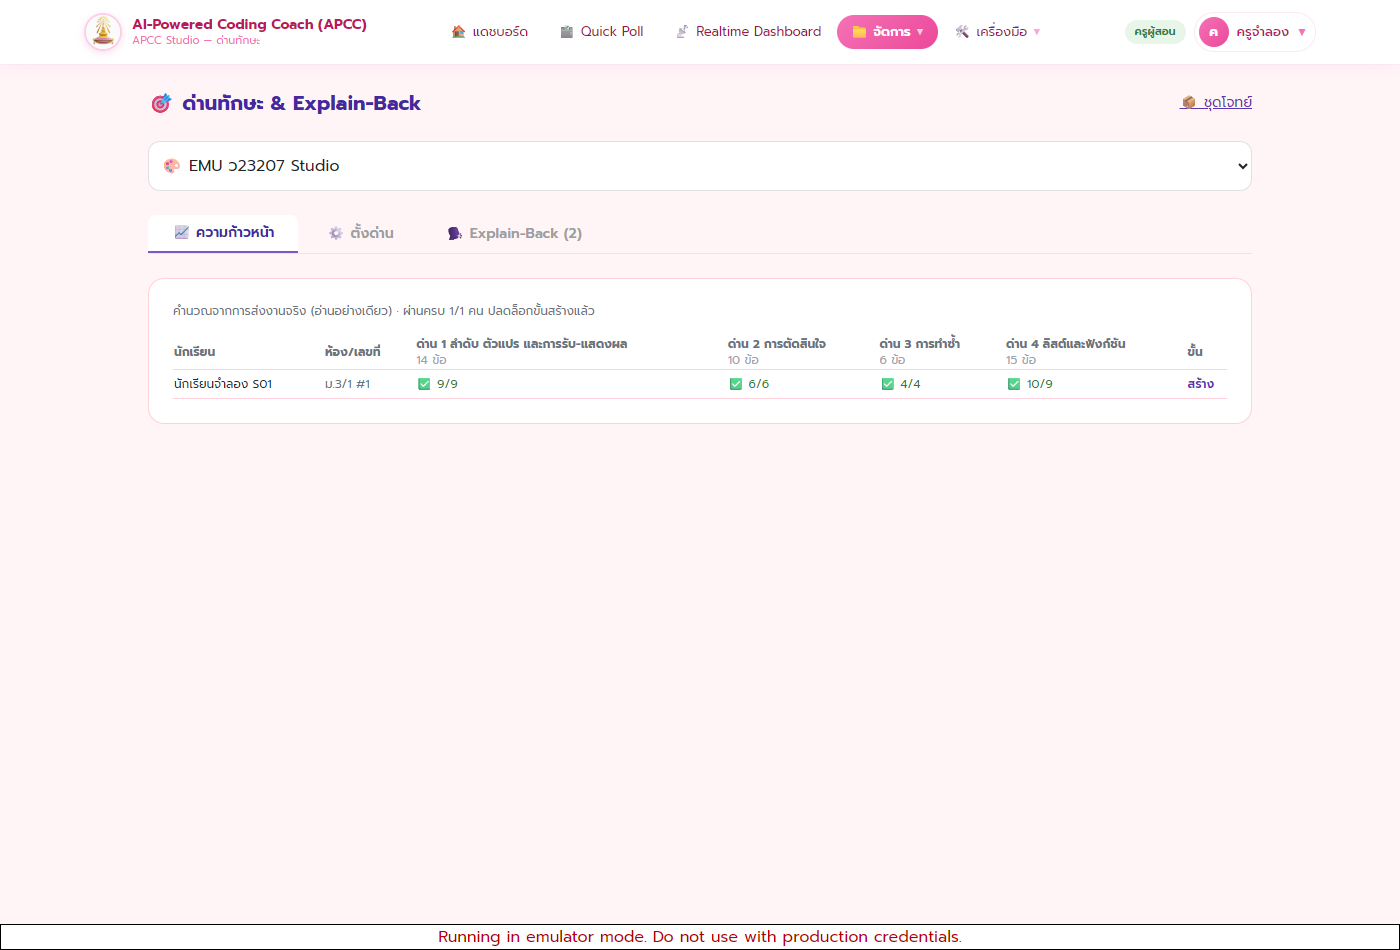 AI-Powered Coding Coach (APCC)
APCC Studio — ด่านทักษะ
แดชบอร์ด
Quick Poll
Realtime Dashboard
จัดการ ▼
เครื่องมือ ▼
ครูผู้สอน
ค
ครูจำลอง ▼
ด่านทักษะ & Explain-Back
ชุดโจทย์
EMU ว23207 Studio
ความก้าวหน้า
ตั้งด่าน
Explain-Back (2)
คำนวณจากการส่งงานจริง (อ่านอย่างเดียว) · ผ่านครบ 1/1 คน ปลดล็อกขั้นสร้างแล้ว
นักเรียน
ห้อง/เลขที่
ด่าน 1 ลำดับ ตัวแปร และการรับ-แสดงผล
14 ข้อ
ด่าน 2 การตัดสินใจ
10 ข้อ
ด่าน 3 การทำซ้ำ
6 ข้อ
ด่าน 4 ลิสต์และฟังก์ชัน
15 ข้อ
ขั้น
นักเรียนจำลอง S01
ม.3/1 #1
✅ 9/9
✅ 6/6
✅ 4/4
✅ 10/9
สร้าง
Running in emulator mode. Do not use with production credentials.